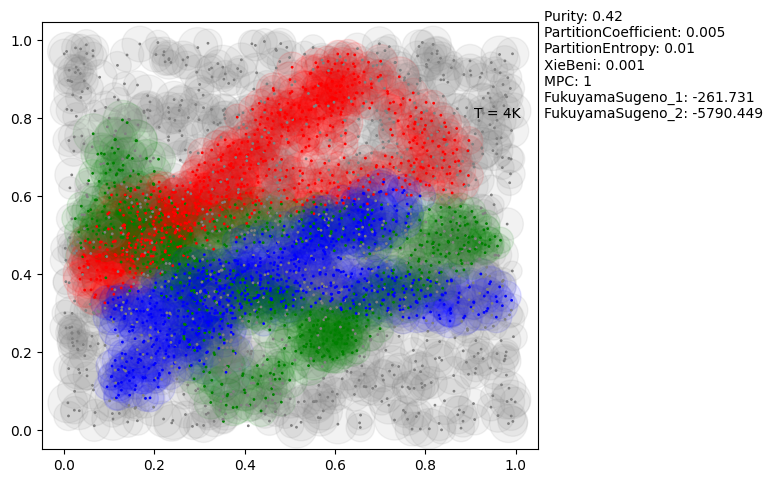 Purity: 0.42
PartitionCoefficient: 0.005
PartitionEntropy: 0.01
XieBeni: 0.001
MPC: 1
FukuyamaSugeno_1: -261.731
FukuyamaSugeno_2: -5790.449
T = 4K
1.0
0.8
0.6
0.4
0.2
0.0
0.0 0.2 0.4 0.6 0.8 1.0